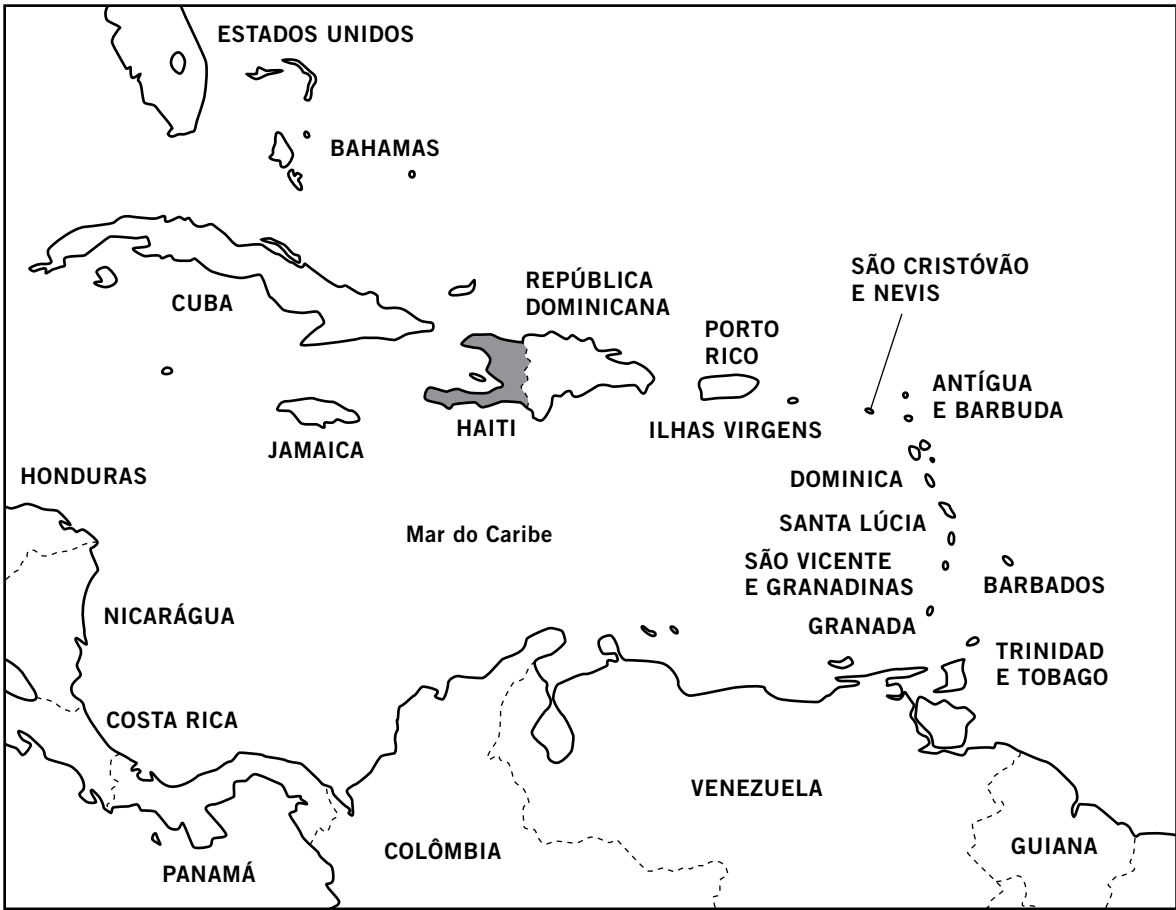 ESTADOS UNIDOS
BAHAMAS
CUBA
REPÚBLICA
DOMINICANA
SÃO CRISTÓVÃO
E NEVIS
PORTO
RICO
ANTÍGUA
E BARBUDA
HAITI
ILHAS VIRGENS
JAMAICA
HONDURAS
DOMINICA
SANTA LÚCIA
Mar do Caribe
SÃO VICENTE
E GRANADINAS
BARBADOS
NICARÁGUA
GRANADA
TRINIDAD
E TOBAGO
COSTA RICA
VENEZUELA
GUIANA
COLÔMBIA
PANAMÁ